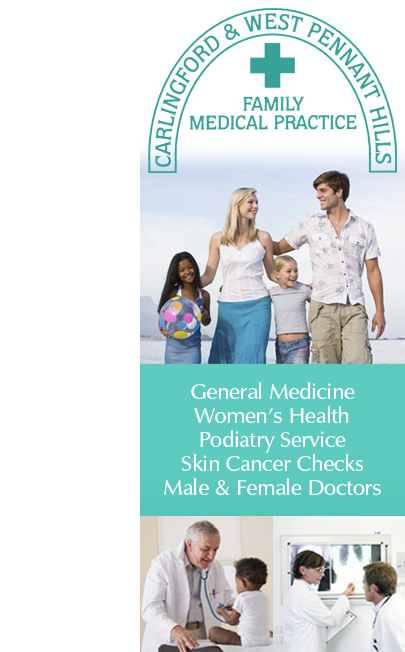 CARLINGFORD & WEST PENNANT HILLS
FAMILY
MEDICAL PRACTICE
General Medicine
Women's Health
Podiatry Service
Skin Cancer Checks
Male & Female Doctors